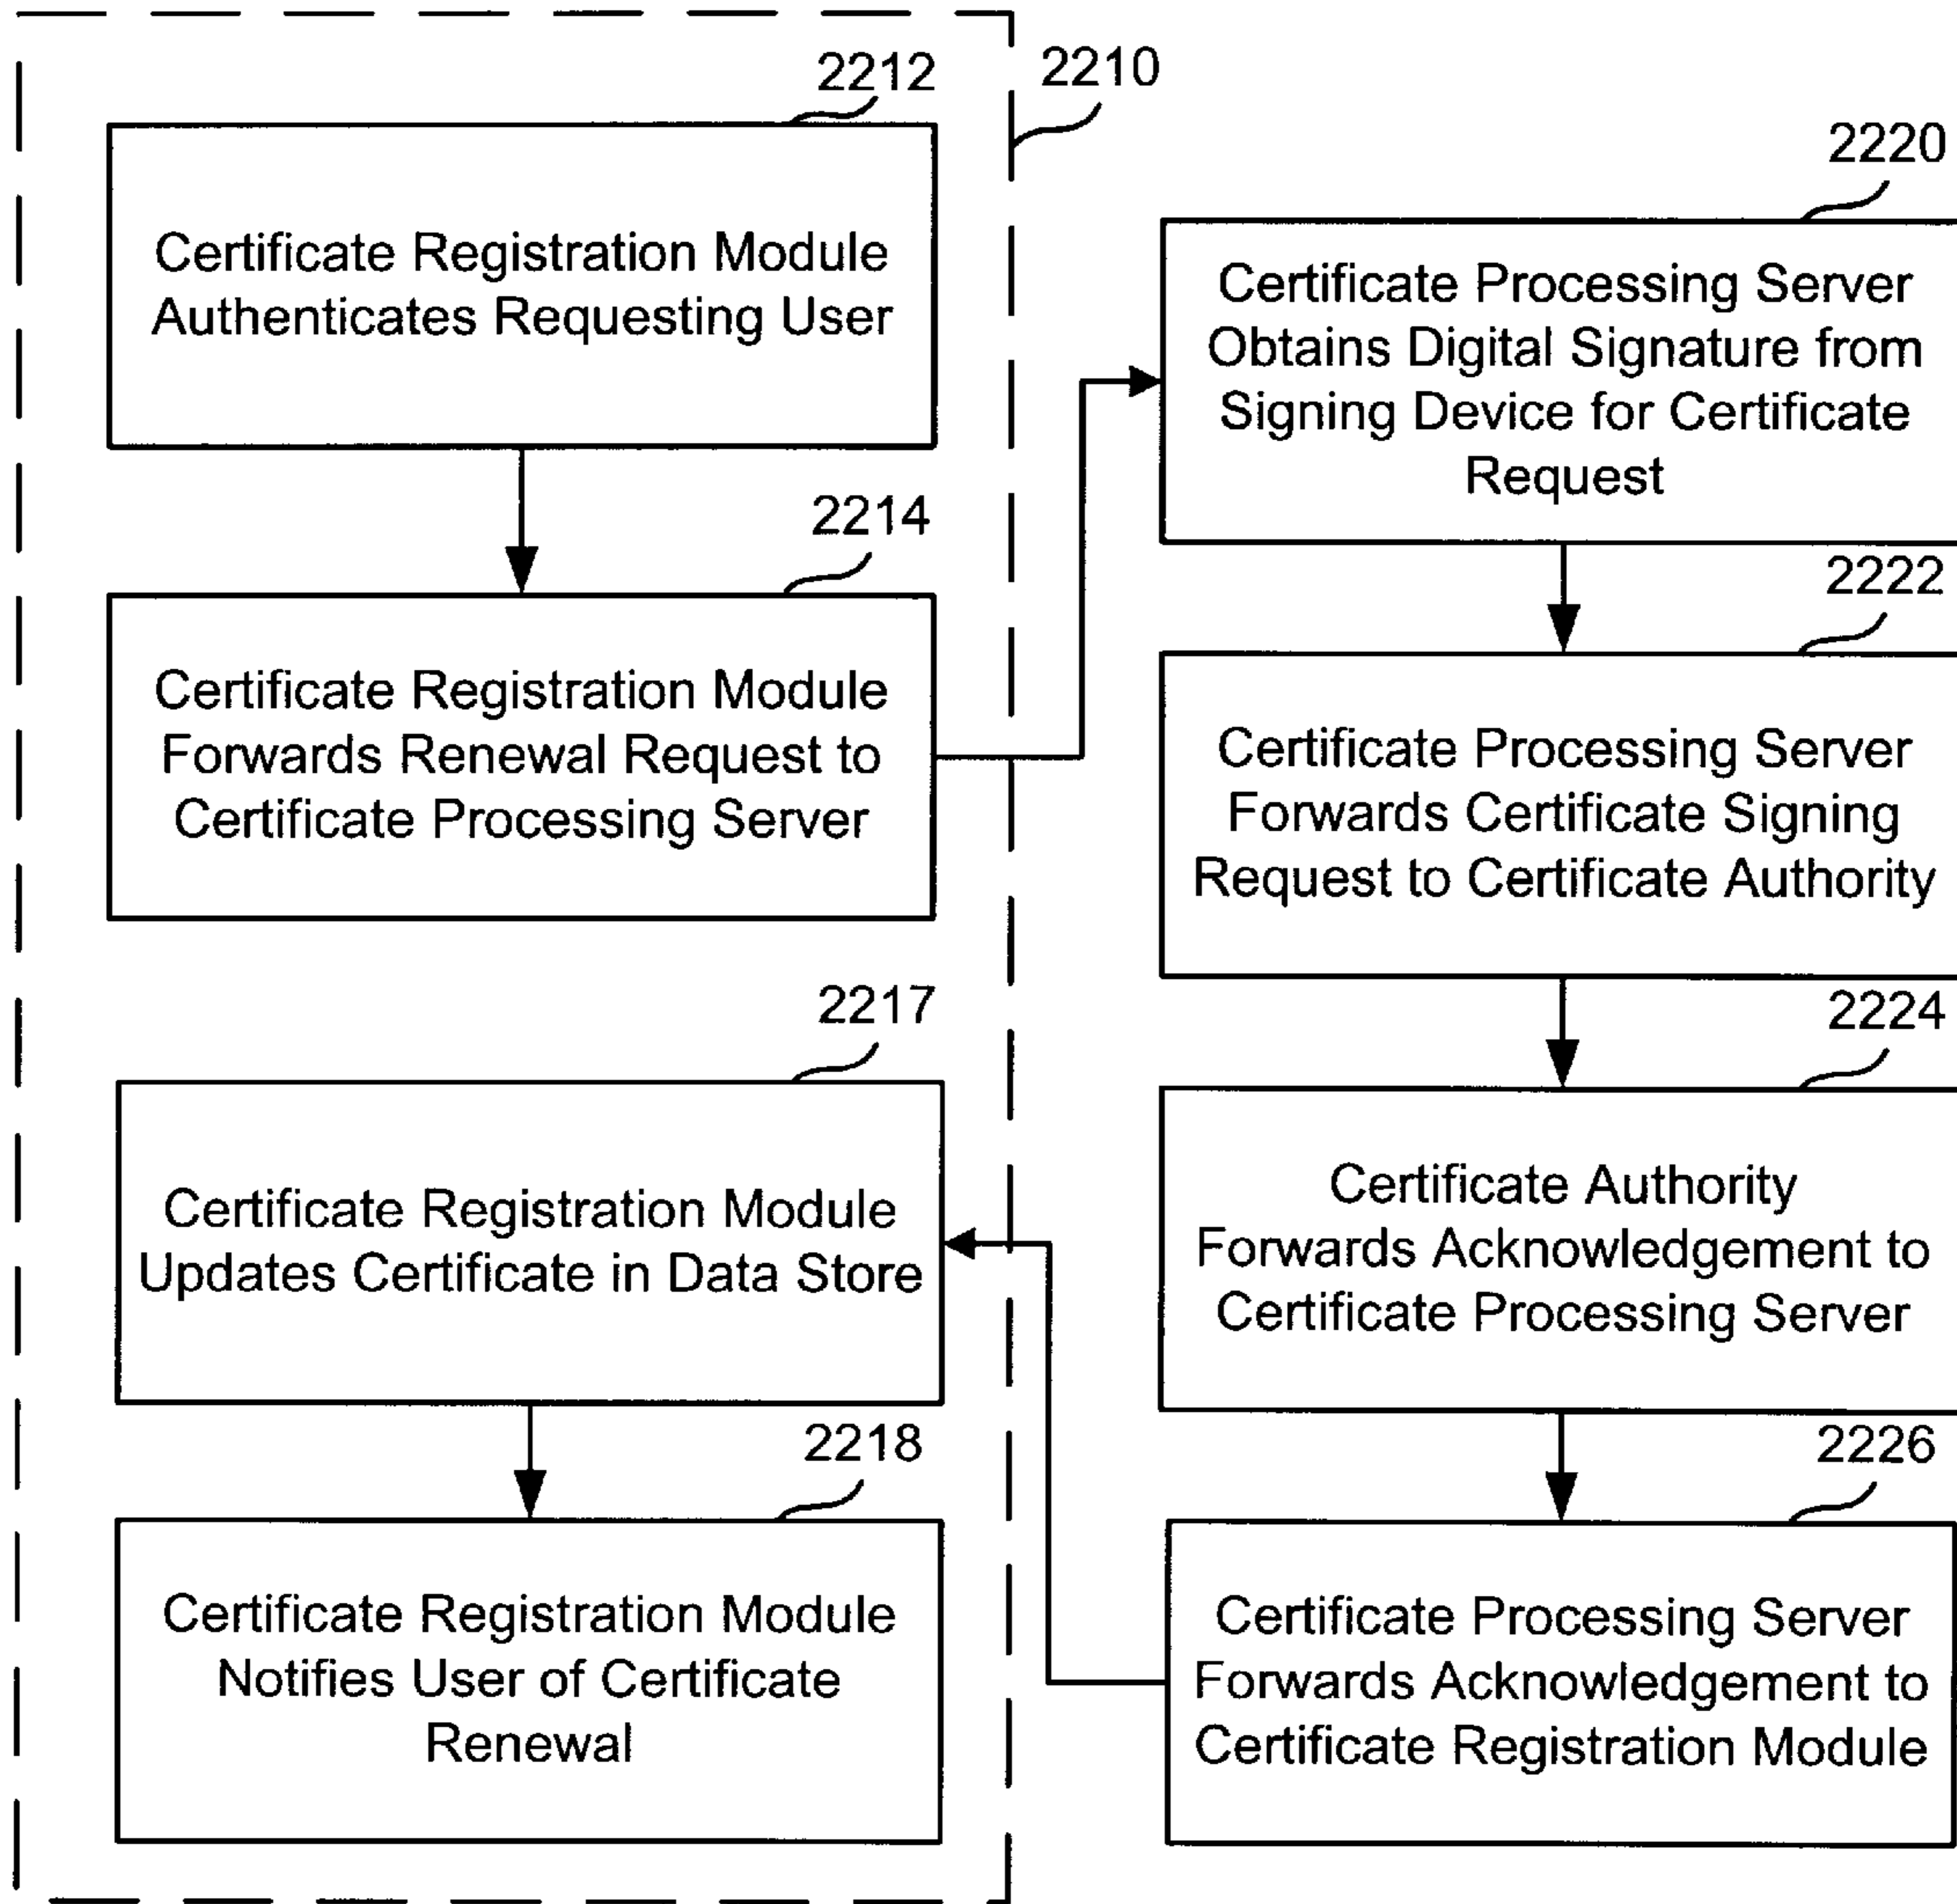 2210
2212
Certificate Registration Module
Authenticates Requesting User
2214
Certificate Registration Module
Forwards Renewal Request to
Certificate Processing Server
2220
Certificate Processing Server
Obtains Digital Signature from
Signing Device for Certificate
Request
2222
Certificate Processing Server
Forwards Certificate Signing
Request to Certificate Authority
2224
Certificate Authority
Forwards Acknowledgement to
Certificate Processing Server
2226
Certificate Processing Server
Forwards Acknowledgement to
Certificate Registration Module
2217
Certificate Registration Module
Updates Certificate in Data Store
2218
Certificate Registration Module
Notifies User of Certificate
Renewal